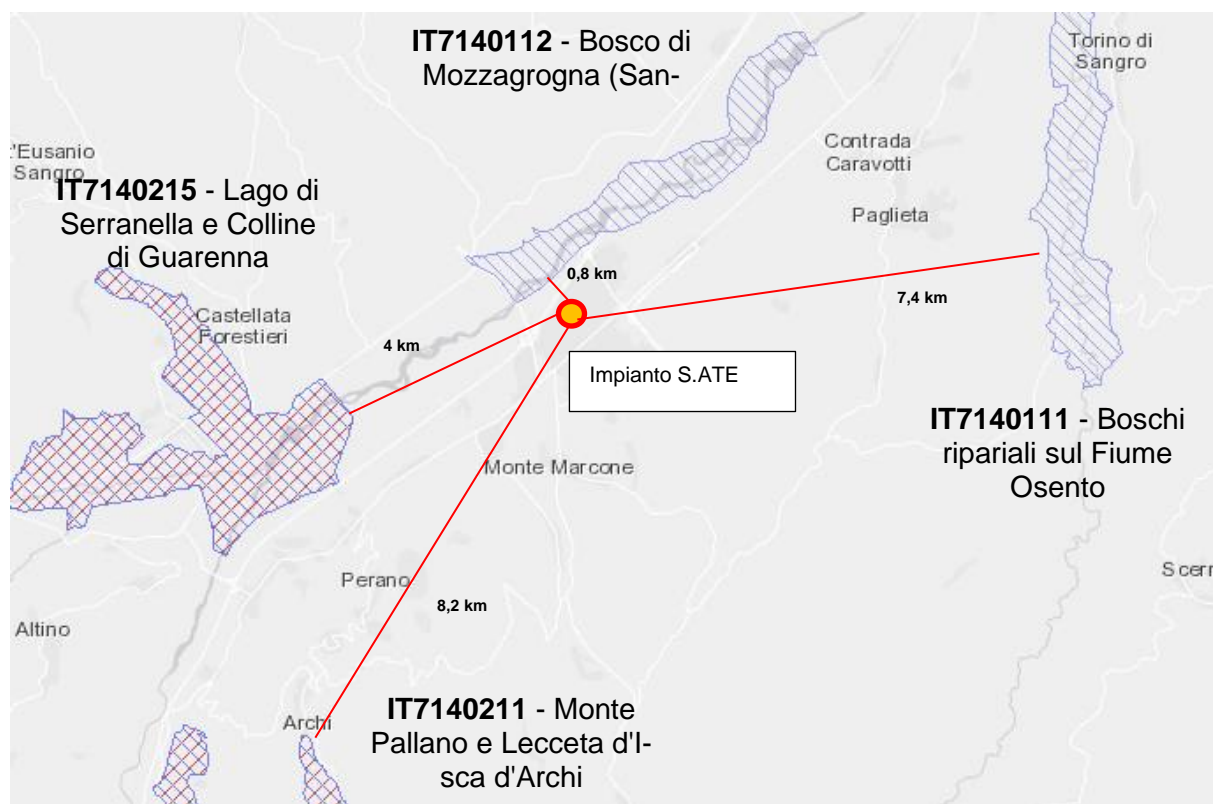 IT7140112 - Bosco di
Mozzagrogna (San-
Torino di
Sangro
'Eusanio
Sangro
Contrada
Caravotti
IT7140215 - Lago di
Serranella e Colline
di Guarenna
Paglieta
0,8 km
7,4 km
Castellata
Forestieri
4 km
Impianto S.ATE
IT7140111 - Boschi
ripariali sul Fiume
Osento
Monte Marcone
Perano
Scern
8,2 km
Altino
Archi
IT7140211 - Monte
Pallano e Lecceta d'I-
sca d'Archi